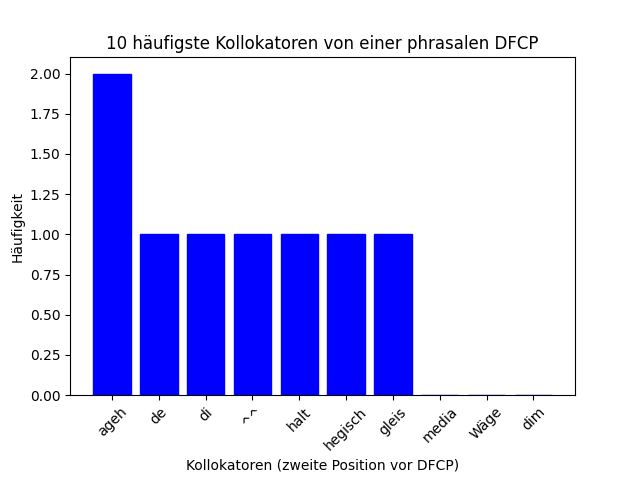 10 häufigste Kollokatoren von einer phrasalen DFCP
Häufigkeit
2.00
1.75
1.50
1.25
1.00
0.75
0.50
0.25
0.00
ageh
de
di
^^
halt
hegisch
gleis
media
Wäge
dim
Kollokatoren (zweite Position vor DFCP)